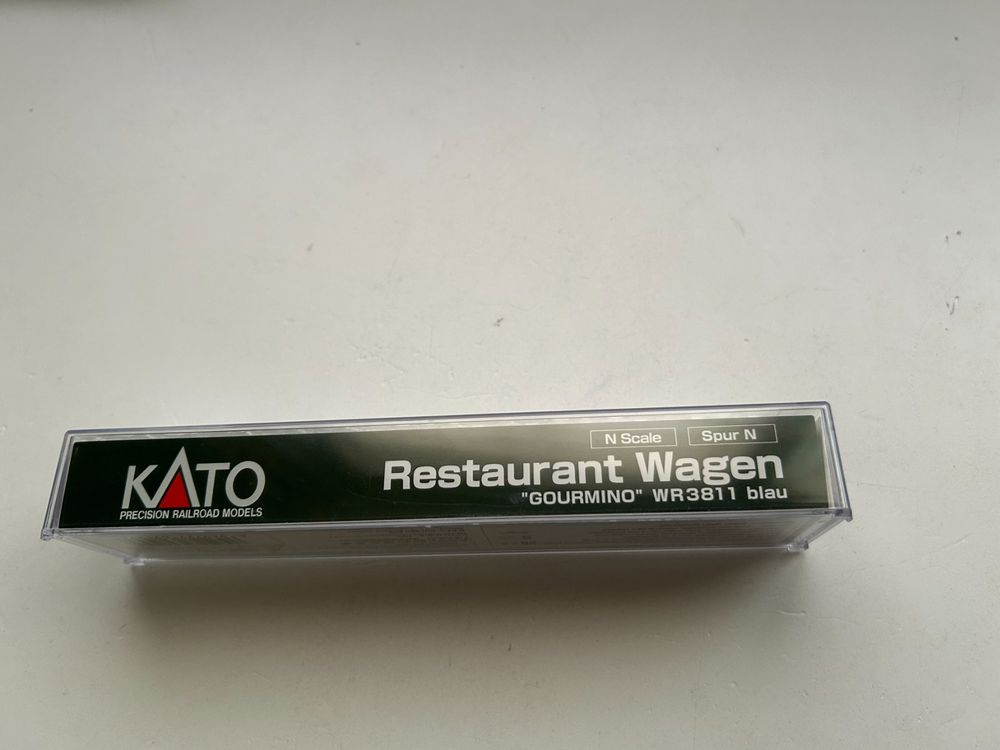 KATO
PRECISION RAILROAD MODELS
N Scale
Spur N
Restaurant Wagen
"GOURMINO" WR3811 blau